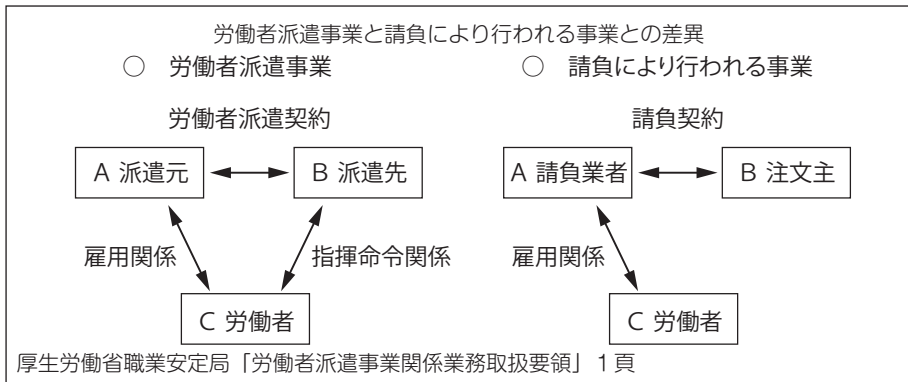 労働者派遣事業と請負により行われる事業との差異
○ 労働者派遣事業
○ 請負により行われる事業
労働者派遣契約
請負契約
A 派遣元
B 派遣先
A 請負業者
B 注文主
雇用関係
指揮命令関係
雇用関係
C 労働者
C 労働者
厚生労働省職業安定局「労働者派遣事業関係業務取扱要領」1頁